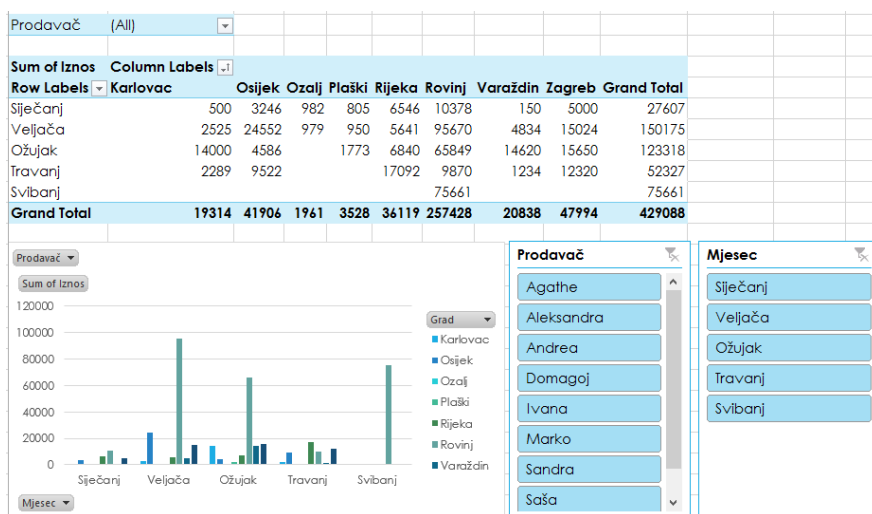 Prodavač (All)
Sum of Iznos Column Labels
Row Labels Karlovac Osijek Ozalj Plaški Rijeka Rovinj Varaždin Zagreb Grand Total
Siječanj 500 3246 982 805 6546 10378 150 5000 27607
Veljača 2525 24552 979 950 5641 95670 4834 15024 150175
Ožujak 14000 4586 1773 6840 65849 14620 15650 123318
Travanj 2289 9522 17092 9870 1234 12320 52327
Svibanj 75661 75661
Grand Total 19314 41906 1961 3528 36119 257428 20838 47994 429088
Prodavač
Sum of Iznos
120000
100000
80000
60000
40000
20000
0
Siječanj Veljača Ožujak Travanj Svibanj
Mjesec
Grad
Karlovac
Osijek
Ozalj
Plaški
Rijeka
Rovinj
Varaždin
Prodavač
Agathe
Aleksandra
Andrea
Domagoj
Ivana
Marko
Sandra
Saša
Mjesec
Siječanj
Veljača
Ožujak
Travanj
Svibanj